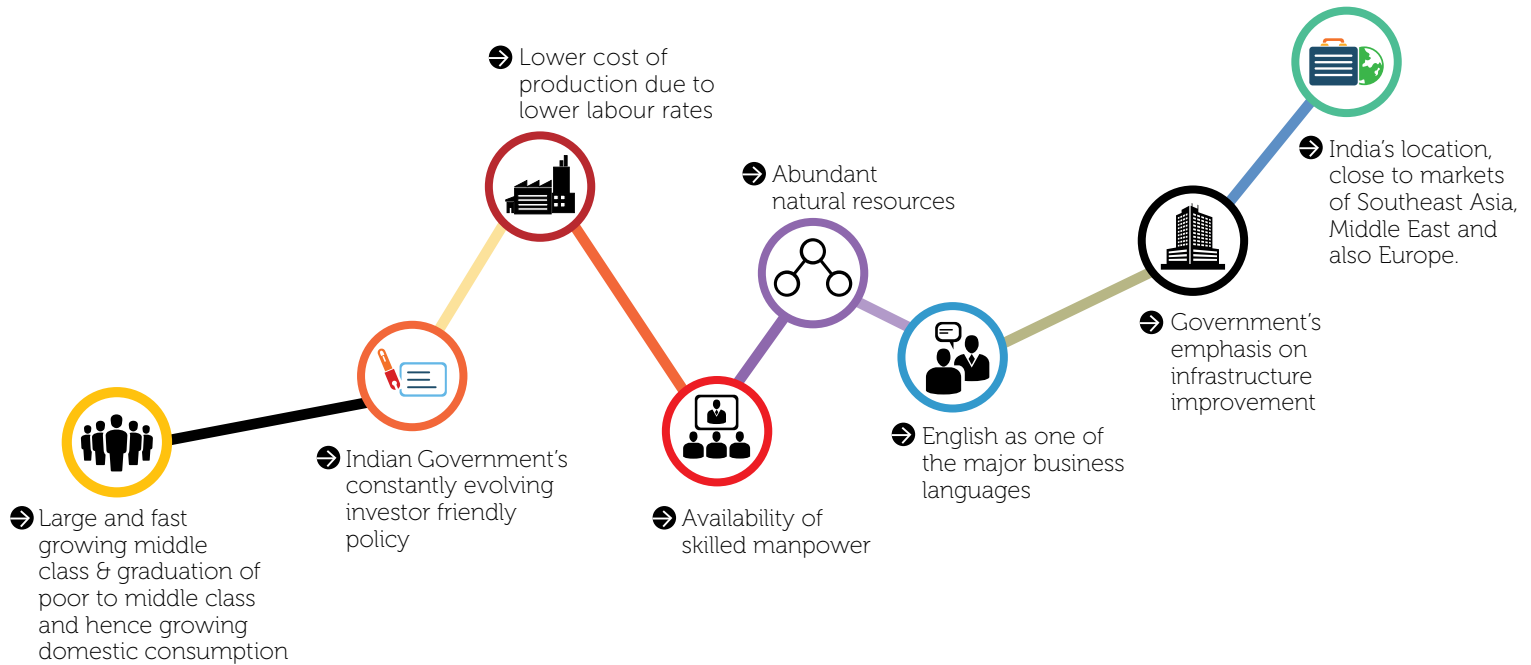 Large and fast
growing middle
class & graduation of
poor to middle class
and hence growing
domestic consumption
Indian Government's
constantly evolving
investor friendly
policy
Lower cost of
production due to
lower labour rates
Availability of
skilled manpower
Abundant
natural resources
English as one of
the major business
languages
Government's
emphasis on
infrastructure
improvement
India's location,
close to markets
of Southeast Asia,
Middle East and
also Europe.